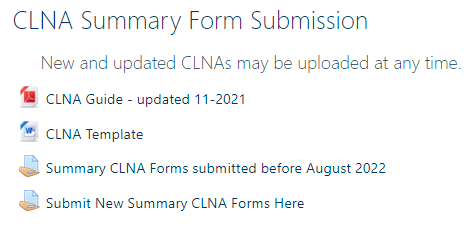 CLNA Summary Form Submission
New and updated CLNAs may be uploaded at any time.
CLNA Guide - updated 11-2021
CLNA Template
Summary CLNA Forms submitted before August 2022
Submit New Summary CLNA Forms Here